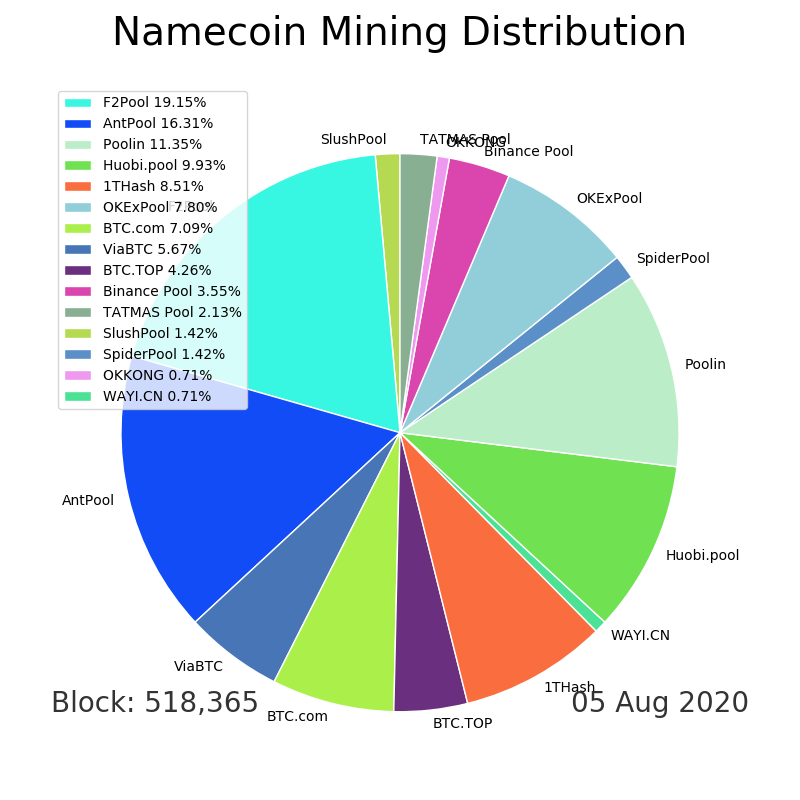 Namecoin Mining Distribution
F2Pool 19.15%
AntPool 16.31%
Poolin 11.35%
Huobi.pool 9.93%
1THash 8.51%
OKExPool 7.80%
BTC.com 7.09%
ViaBTC 5.67%
BTC.TOP 4.26%
Binance Pool 3.55%
TATMAS Pool 2.13%
SlushPool 1.42%
SpiderPool 1.42%
OKKONG 0.71%
WAYI.CN 0.71%
SlushPool
TATMAS Pool
OKKONG
Binance Pool
OKExPool
SpiderPool
Poolin
Huobi.pool
WAYI.CN
1THash
BTC.TOP
BTC.com
ViaBTC
AntPool
F2Pool
Block: 518,365
05 Aug 2020